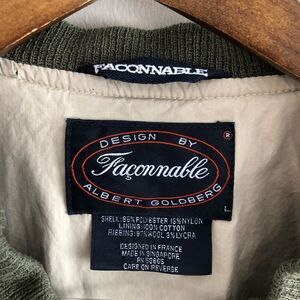 FACONNABLE
DESIGN BY
Façonnable
ALBERT GOLDBERG
®
L
SHELL: 85% POLYESTER 15% NYLON
LINING: 100% COTTON
RIBBING: 97% WOOL 3% LYCRA
DESIGNED IN FRANCE
MADE IN SINGAPORE
CARE ON REVERSE